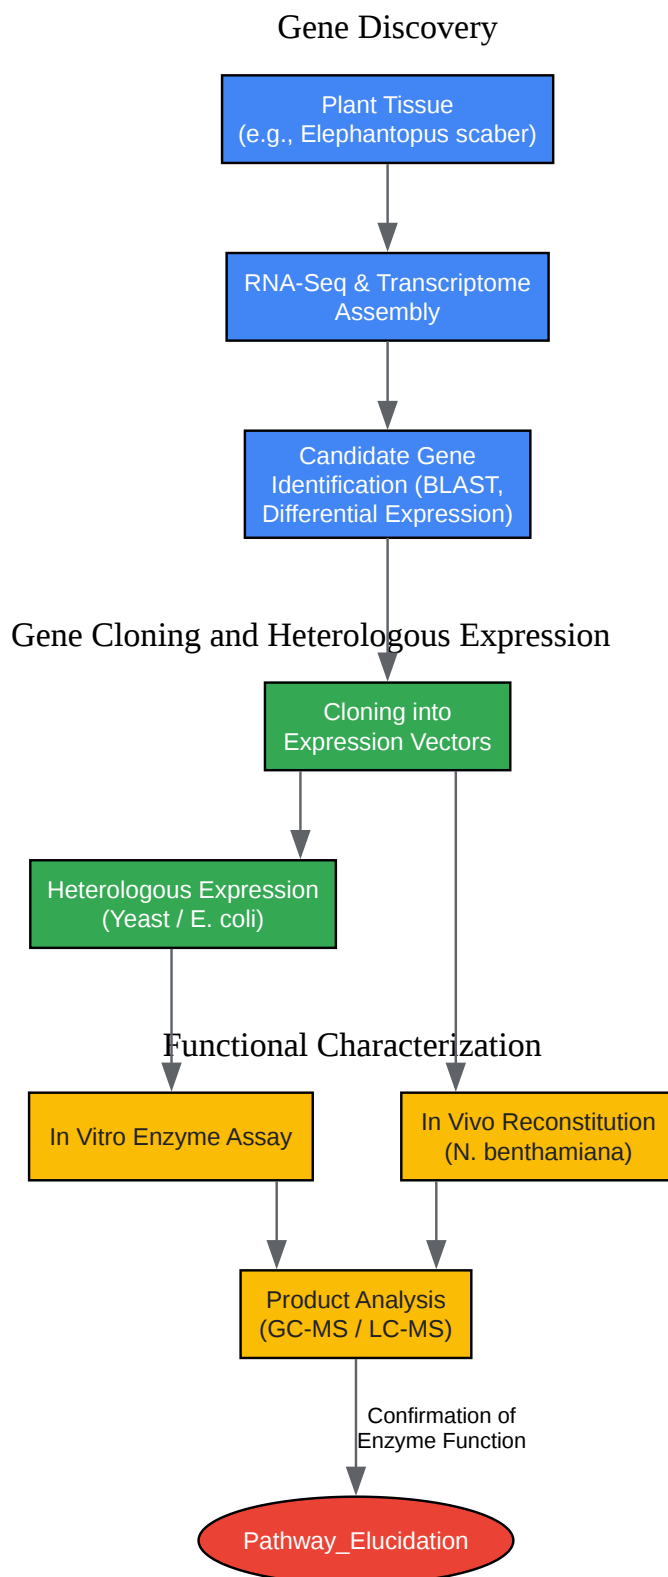 Gene Discovery
Plant Tissue
(e.g., Elephantopus scaber)
RNA-Seq & Transcriptome
Assembly
Candidate Gene
Identification (BLAST,
Differential Expression)
Gene Cloning and Heterologous Expression
Cloning into
Expression Vectors
Heterologous Expression
(Yeast / E. coli)
Functional Characterization
In Vitro Enzyme Assay
In Vivo Reconstitution
(N. benthamiana)
Product Analysis
(GC-MS / LC-MS)
Confirmation of
Enzyme Function
Pathway_Elucidation